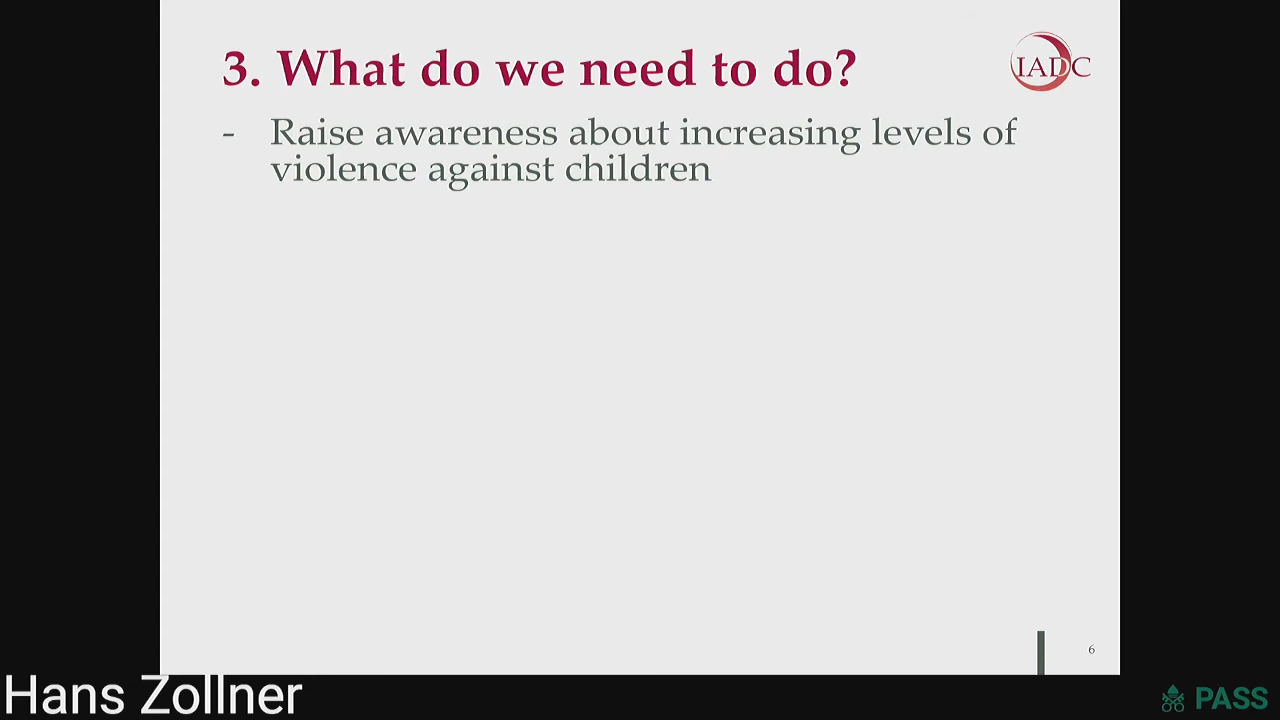 3. What do we need to do?
IADC
- Raise awareness about increasing levels of
violence against children
6
Hans Zollner
PASS